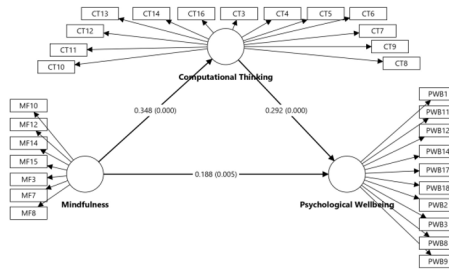 CT13
CT14
CT16
CT3
CT4
CT5
CT6
CT12
CT7
CT11
CT9
CT10
CT8
Computational Thinking
0.348 (0.000)
0.292 (0.000)
MF10
MF12
MF14
MF15
MF3
MF7
MF8
Mindfulness
0.188 (0.005)
Psychological Wellbeing
PWB1
PWB11
PWB12
PWB14
PWB17
PWB18
PWB2
PWB3
PWB8
PWB9